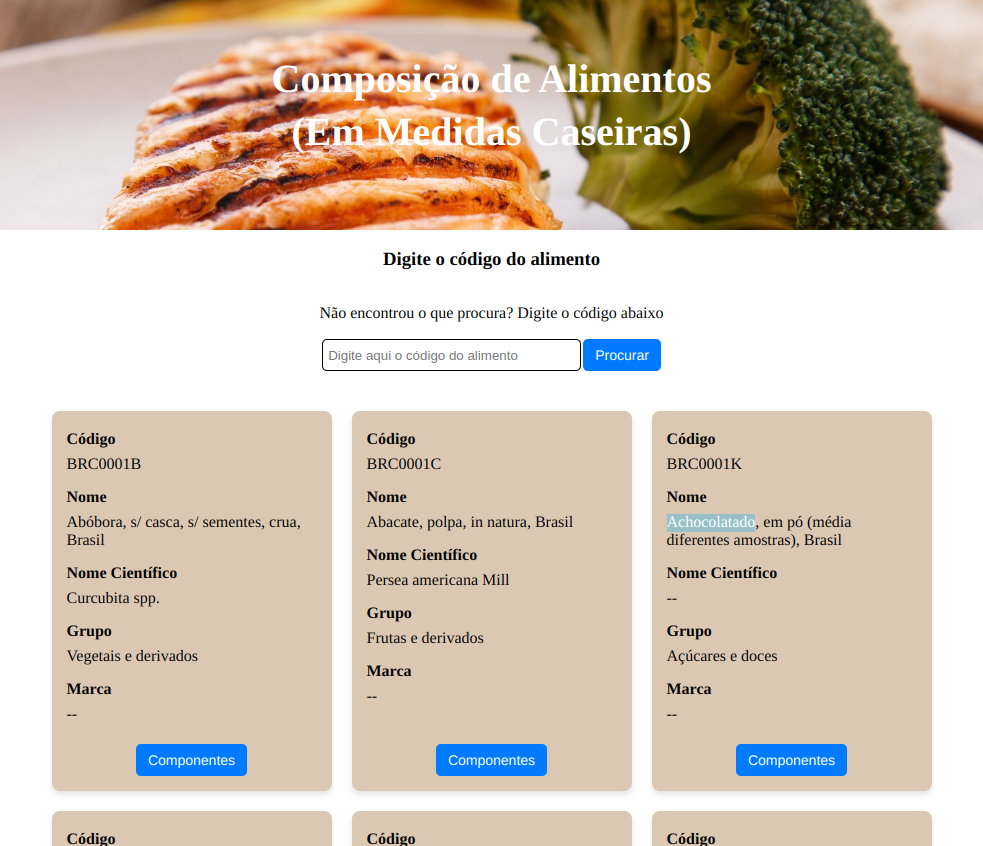 Composição de Alimentos
(Em Medidas Caseiras)
Digite o código do alimento
Não encontrou o que procura? Digite o código abaixo
Digite aqui o código do alimento
Procurar
Código
BRC0001B
Nome
Abóbora, s/ casca, s/ sementes, crua,
Brasil
Nome Científico
Curcubita spp.
Grupo
Vegetais e derivados
Marca
--
Componentes
Código
BRC0001C
Nome
Abacate, polpa, in natura, Brasil
Nome Científico
Persea americana Mill
Grupo
Frutas e derivados
Marca
--
Componentes
Código
BRC0001K
Nome
Achocolatado, em pó (média
diferentes amostras), Brasil
Nome Científico
--
Grupo
Açúcares e doces
Marca
--
Componentes
Código
Código
Código